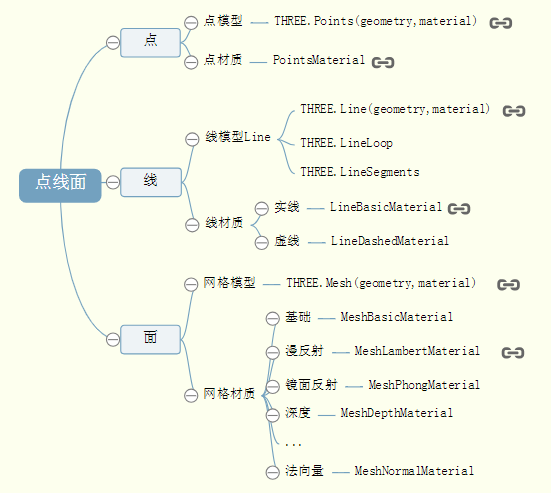 点线面
点
点模型
THREE.Points(geometry,material)
点材质
PointsMaterial
线
线模型Line
THREE.Line(geometry,material)
THREE.LineLoop
THREE.LineSegments
线材质
实线
LineBasicMaterial
虚线
LineDashedMaterial
面
网格模型
THREE.Mesh(geometry,material)
网格材质
基础
MeshBasicMaterial
漫反射
MeshLambertMaterial
镜面反射
MeshPhongMaterial
深度
MeshDepthMaterial
...
法向量
MeshNormalMaterial